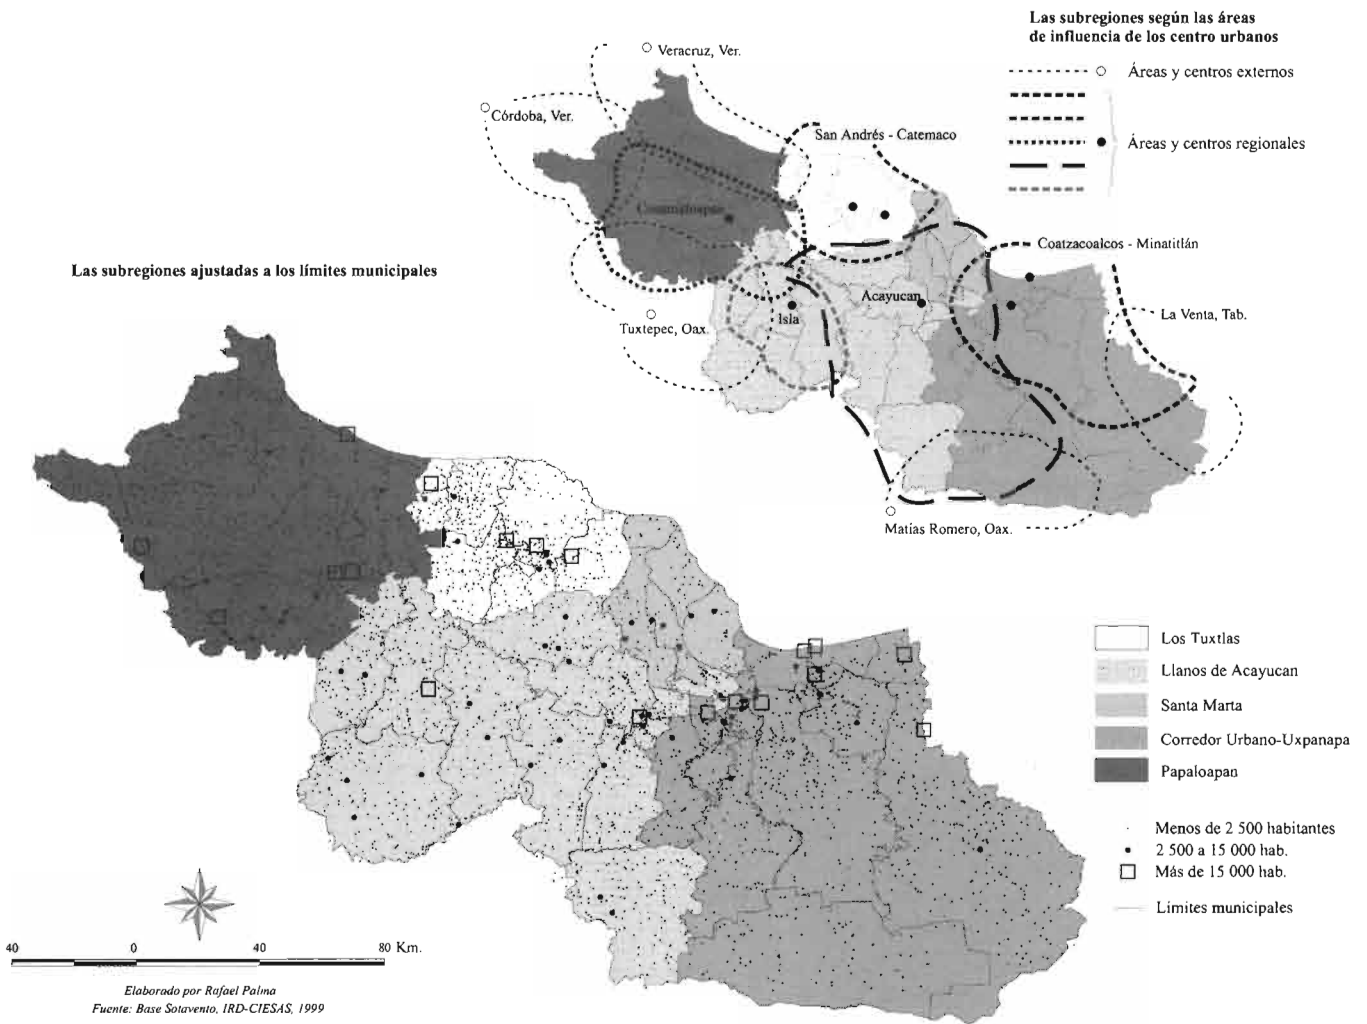 Las subregiones según las áreas
de influencia de los centro urbanos
Áreas y centros externos
Áreas y centros regionales
Veracruz, Ver.
Córdoba, Ver.
San Andrés - Catemaco
Cosamaloapan
Coatzacoalcos - Minatitlán
Acayucan
Isla
La Venta, Tab.
Tuxtepec, Oax.
Matías Romero, Oax.
Las subregiones ajustadas a los límites municipales
Los Tuxtlas
Llanos de Acayucan
Santa Marta
Corredor Urbano-Uxpanapa
Papaloapan
Menos de 2 500 habitantes
2 500 a 15 000 hab.
Más de 15 000 hab.
Limites municipales
40 0 40 80 Km.
Elaborado por Rafael Palma
Fuente: Base Sotavento, IRD-CIESAS, 1999